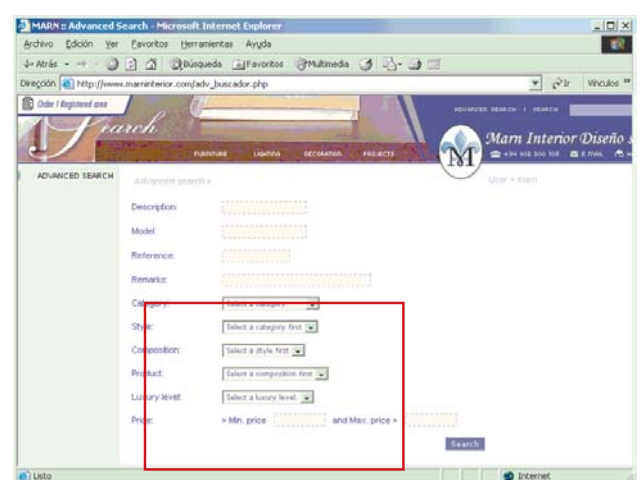 MARN :: Advanced Search - Microsoft Internet Explorer
Archivo Edición Ver Favoritos Herramientas Ayuda
Atrás Búsqueda Favoritos Multimedia
Dirección http://www.marninterior.com/adv_buscador.php Ir Vínculos »
Order / Registered area
ADVANCED SEARCH | SEARCH
Search
Marn Interior Diseño s
FURNITURE LIGHTING DECORATION PROJECTS
M
E-MAIL
ADVANCED SEARCH
Advanced search »
User > marn
Description:
Model:
Reference:
Remarks:
Category: Select a category
Style: Select a category first
Composition: Select a style first
Product: Select a composition first
Luxury level: Select a luxury level
Price: » Min. price and Max. price »
Search
Listo Internet